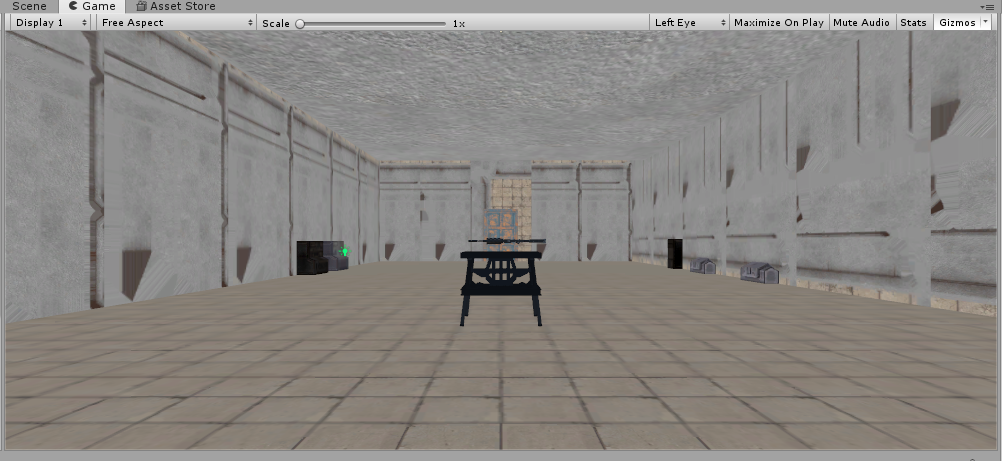 Scene Game Asset Store
Display 1 Free Aspect Scale 1x Left Eye Maximize On Play Mute Audio Stats Gizmos